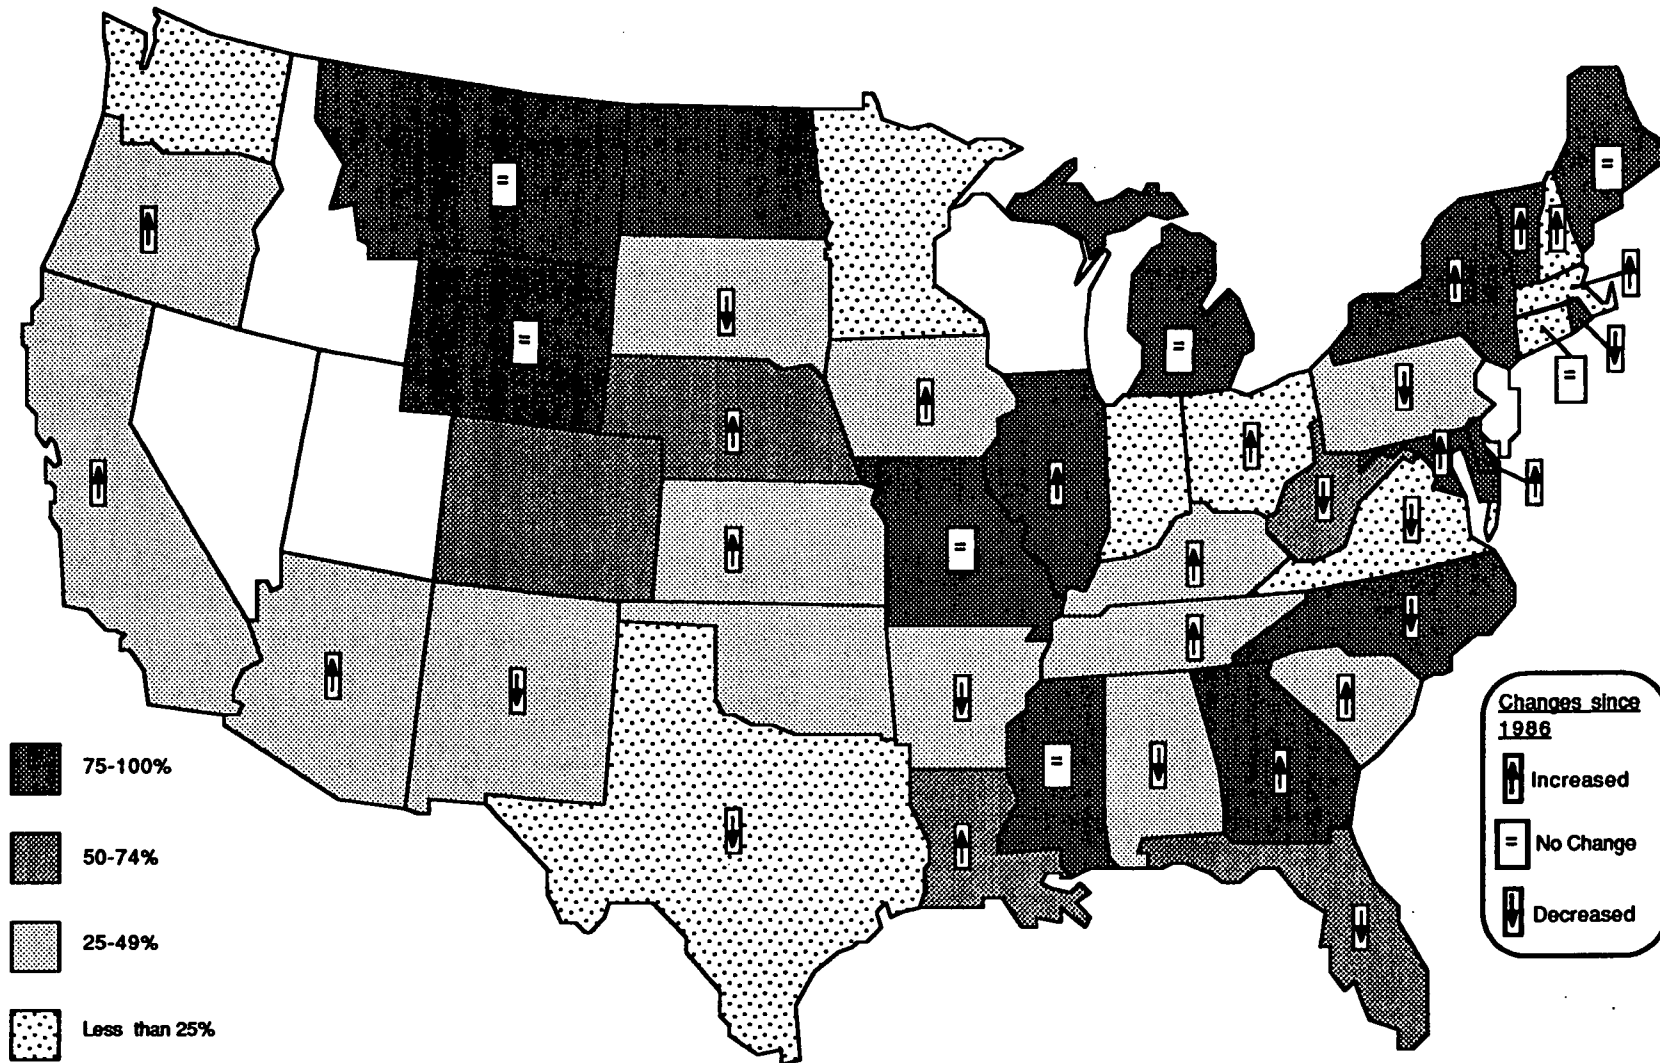 75-100%
50-74%
25-49%
Less than 25%
Changes since
1986
Increased
= No Change
Decreased
=
=
=
=
=
=
=